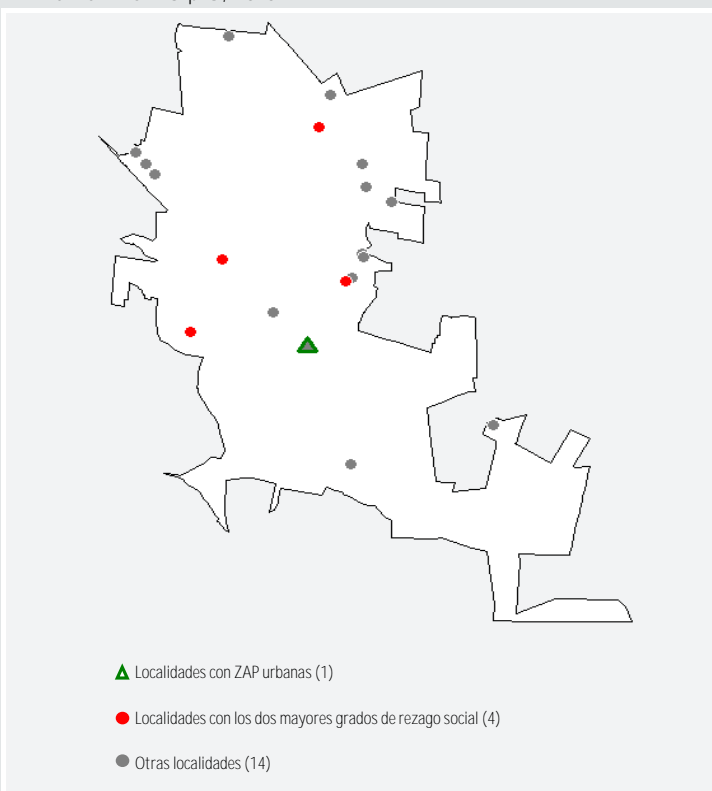 Localidades con ZAP urbanas (1)
Localidades con los dos mayores grados de rezago social (4)
Otras localidades (14)